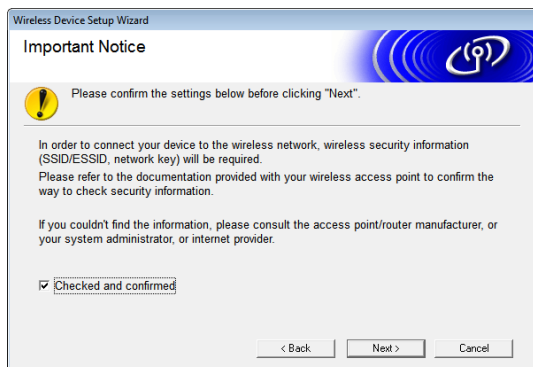 Wireless Device Setup Wizard
Important Notice
Please confirm the settings below before clicking "Next".
In order to connect your device to the wireless network, wireless security information
(SSID/ESSID, network key) will be required.
Please refer to the documentation provided with your wireless access point to confirm the
way to check security information.
If you couldn't find the information, please consult the access point/router manufacturer, or
your system administrator, or internet provider.
Checked and confirmed
< Back
Next >
Cancel